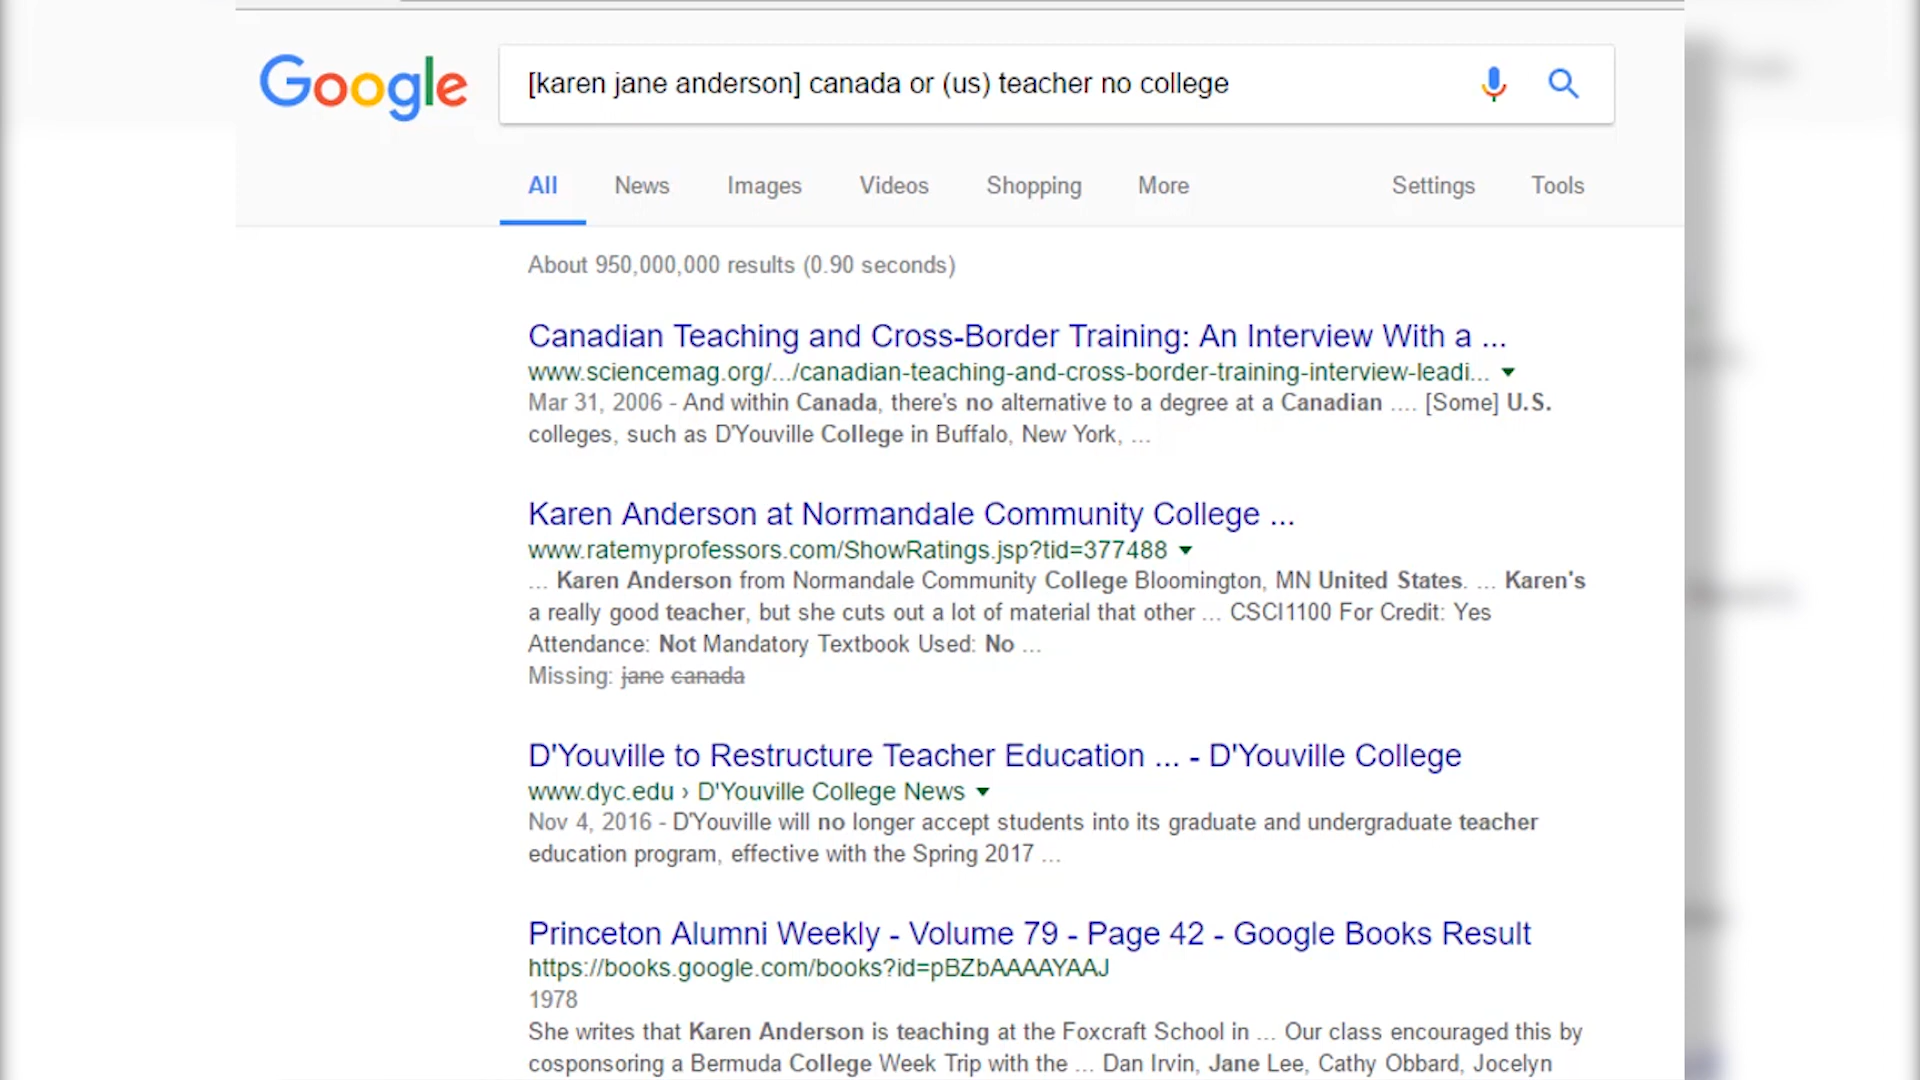 Google
[karen jane anderson] canada or (us) teacher no college
All News Images Videos Shopping More Settings Tools
About 950,000,000 results (0.90 seconds)
Canadian Teaching and Cross-Border Training: An Interview With a ...
www.sciencemag.org/.../canadian-teaching-and-cross-border-training-interview-leadi...
Mar 31, 2006 - And within Canada, there's no alternative to a degree at a Canadian .... [Some] U.S.
colleges, such as D'Youville College in Buffalo, New York, ...
Karen Anderson at Normandale Community College ...
www.ratemyprofessors.com/ShowRatings.jsp?tid=377488
... Karen Anderson from Normandale Community College Bloomington, MN United States. ... Karen's
a really good teacher, but she cuts out a lot of material that other ... CSCI1100 For Credit: Yes
Attendance: Not Mandatory Textbook Used: No ...
Missing: jane canada
D'Youville to Restructure Teacher Education ... - D'Youville College
www.dyc.edu › D'Youville College News
Nov 4, 2016 - D'Youville will no longer accept students into its graduate and undergraduate teacher
education program, effective with the Spring 2017 ...
Princeton Alumni Weekly - Volume 79 - Page 42 - Google Books Result
https://books.google.com/books?id=pBZbAAAAYAAJ
1978
She writes that Karen Anderson is teaching at the Foxcraft School in ... Our class encouraged this by
cosponsoring a Bermuda College Week Trip with the ... Dan Irvin, Jane Lee, Cathy Obbard, Jocelyn